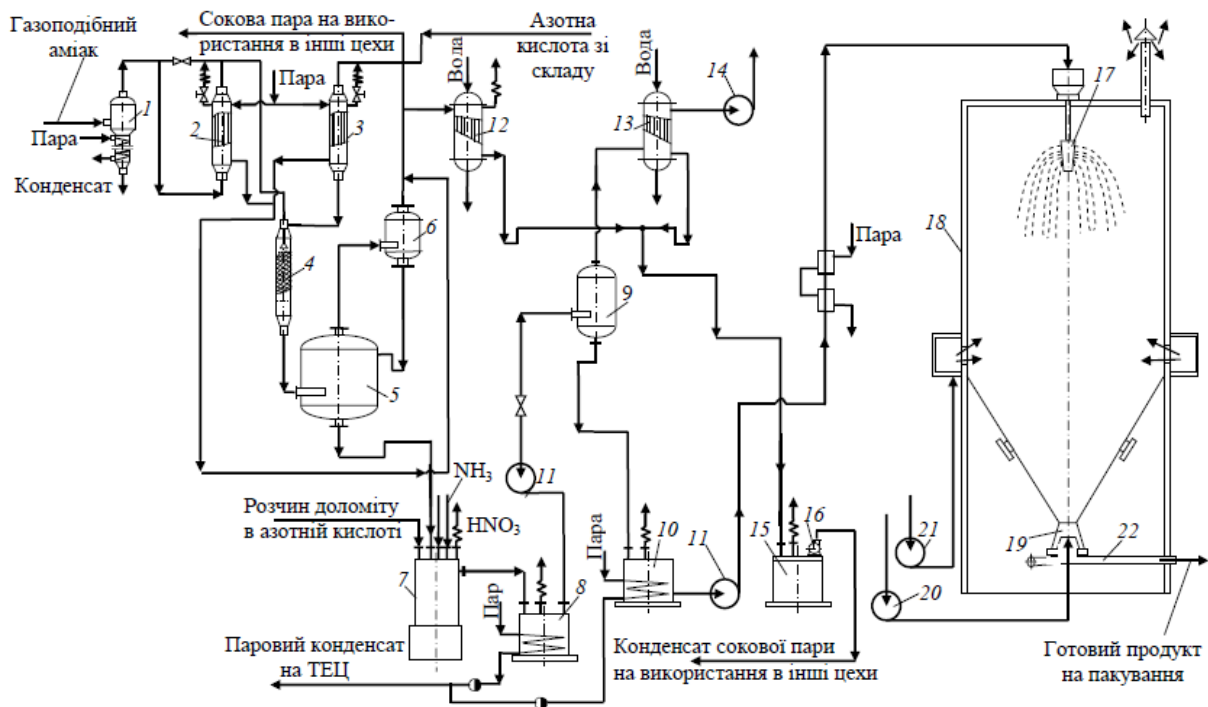 Газоподібний
аміак
Сокова пара на вико-
ристання в інші цехи
Азотна
кислота зі
складу
Пара
Вода
Вода
14
17
1
2
3
12
13
Пара
Конденсат
6
Пара
18
4
9
5
NH₃
11
Розчин доломіту
в азотній кислоті
HNO₃
Пара
10
11
16
15
19
22
21
20
7
Пар
8
Паровий конденсат
на ТЕЦ
Конденсат сокової пари
на використання в інші цехи
Готовий продукт
на пакування